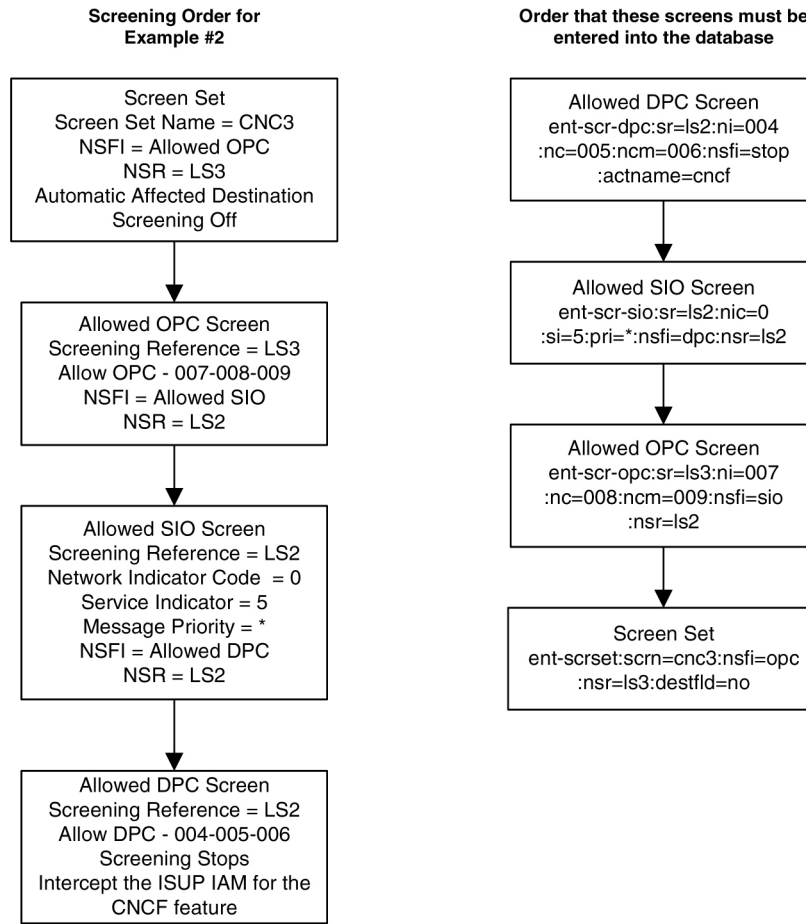 Screening Order for
Example #2
Screen Set
Screen Set Name = CNC3
NSFI = Allowed OPC
NSR = LS3
Automatic Affected Destination
Screening Off
Allowed OPC Screen
Screening Reference = LS3
Allow OPC - 007-008-009
NSFI = Allowed SIO
NSR = LS2
Allowed SIO Screen
Screening Reference = LS2
Network Indicator Code = 0
Service Indicator = 5
Message Priority = *
NSFI = Allowed DPC
NSR = LS2
Allowed DPC Screen
Screening Reference = LS2
Allow DPC - 004-005-006
Screening Stops
Intercept the ISUP IAM for the
CNCF feature
Order that these screens must be
entered into the database
Allowed DPC Screen
ent-scr-dpc:sr=ls2:ni=004
:nc=005:ncm=006:nsfi=stop
:actname=cncf
Allowed SIO Screen
ent-scr-sio:sr=ls2:nic=0
:si=5:pri=*:nsfi=dpc:nsr=ls2
Allowed OPC Screen
ent-scr-opc:sr=ls3:ni=007
:nc=008:ncm=009:nsfi=sio
:nsr=ls2
Screen Set
ent-scrset:scrn=cnc3:nsfi=opc
:nsr=ls3:destfld=no